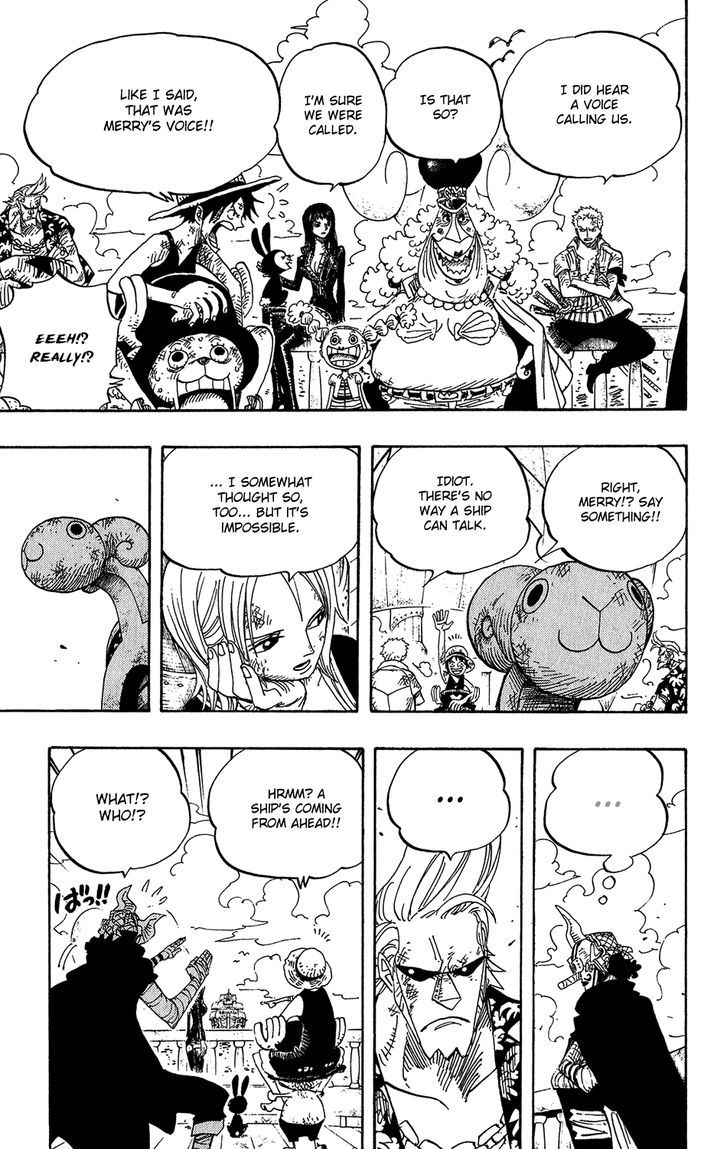 I DID HEAR
A VOICE
CALLING US.
IS THAT
SO?
I'M SURE
WE WERE
CALLED.
LIKE I SAID,
THAT WAS
MERRY'S VOICE!!
EEEH!?
REALLY!?
RIGHT,
MERRY!? SAY
SOMETHING!!
IDIOT.
THERE'S NO
WAY A SHIP
CAN TALK.
... I SOMEWHAT
THOUGHT SO,
TOO... BUT IT'S
IMPOSSIBLE.
...
...
HRMM? A
SHIP'S COMING
FROM AHEAD!!
WHAT!?
WHO!?
ばっ!!